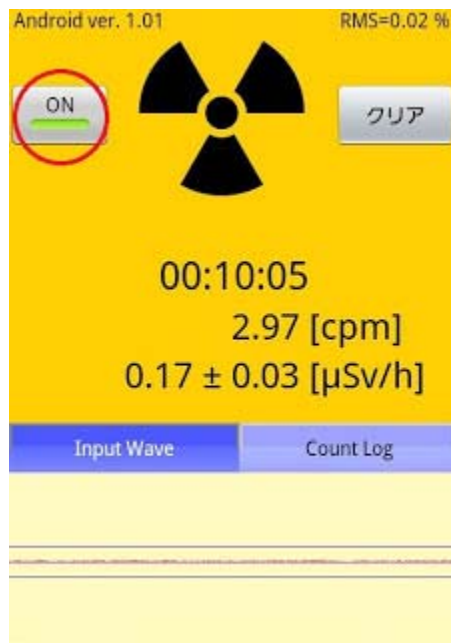 Android ver. 1.01 RMS=0.02 %
ON クリア
00:10:05
2.97 [cpm]
0.17 ± 0.03 [μSv/h]
Input Wave Count Log